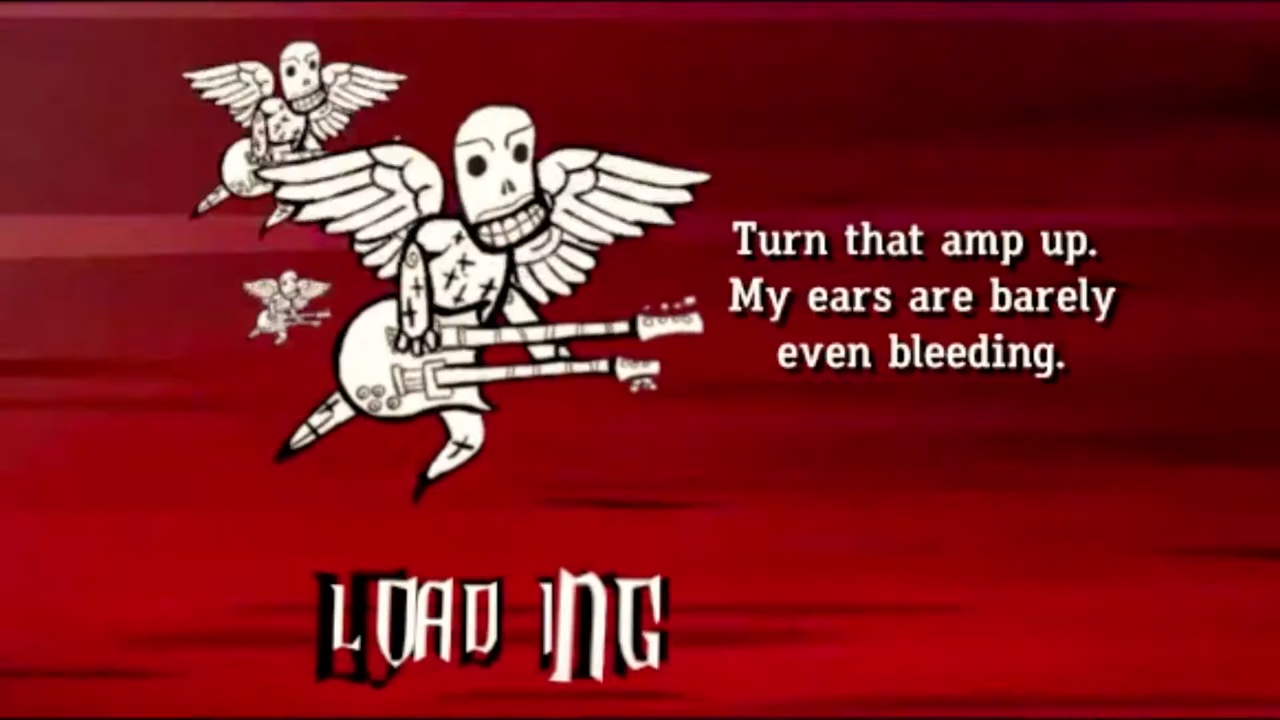 Turn that amp up.
My ears are barely
even bleeding.
LOADING